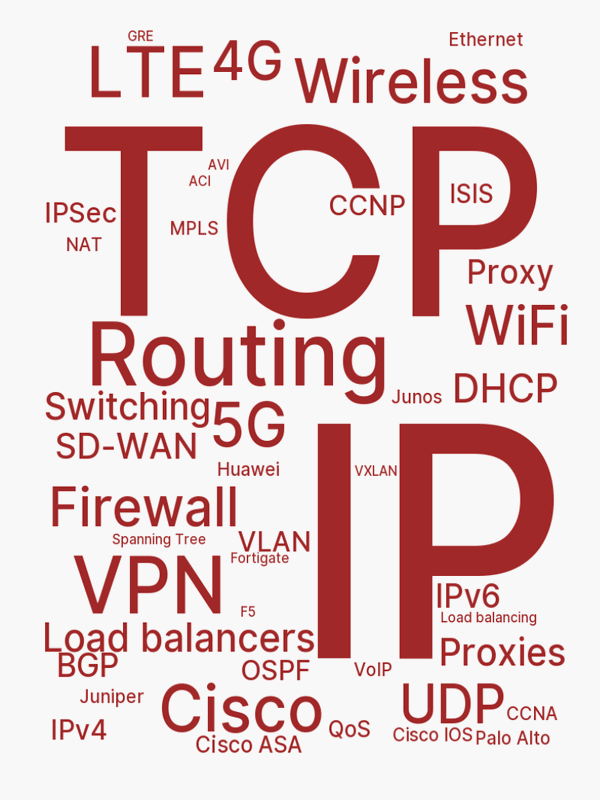 GRE
Ethernet
LTE
4G
Wireless
TCP
AVI
ACI
CCNP
ISIS
IPSec
MPLS
NAT
Proxy
WiFi
Routing
Junos
DHCP
Switching
5G
SD-WAN
Huawei
VXLAN
IP
Firewall
Spanning Tree
VLAN
Fortigate
VPN
IPv6
F5
Load balancing
Load balancers
Proxies
BGP
OSPF
VoIP
Juniper
Cisco
UDP
CCNA
IPv4
QoS
Cisco IOS
Palo Alto
Cisco ASA